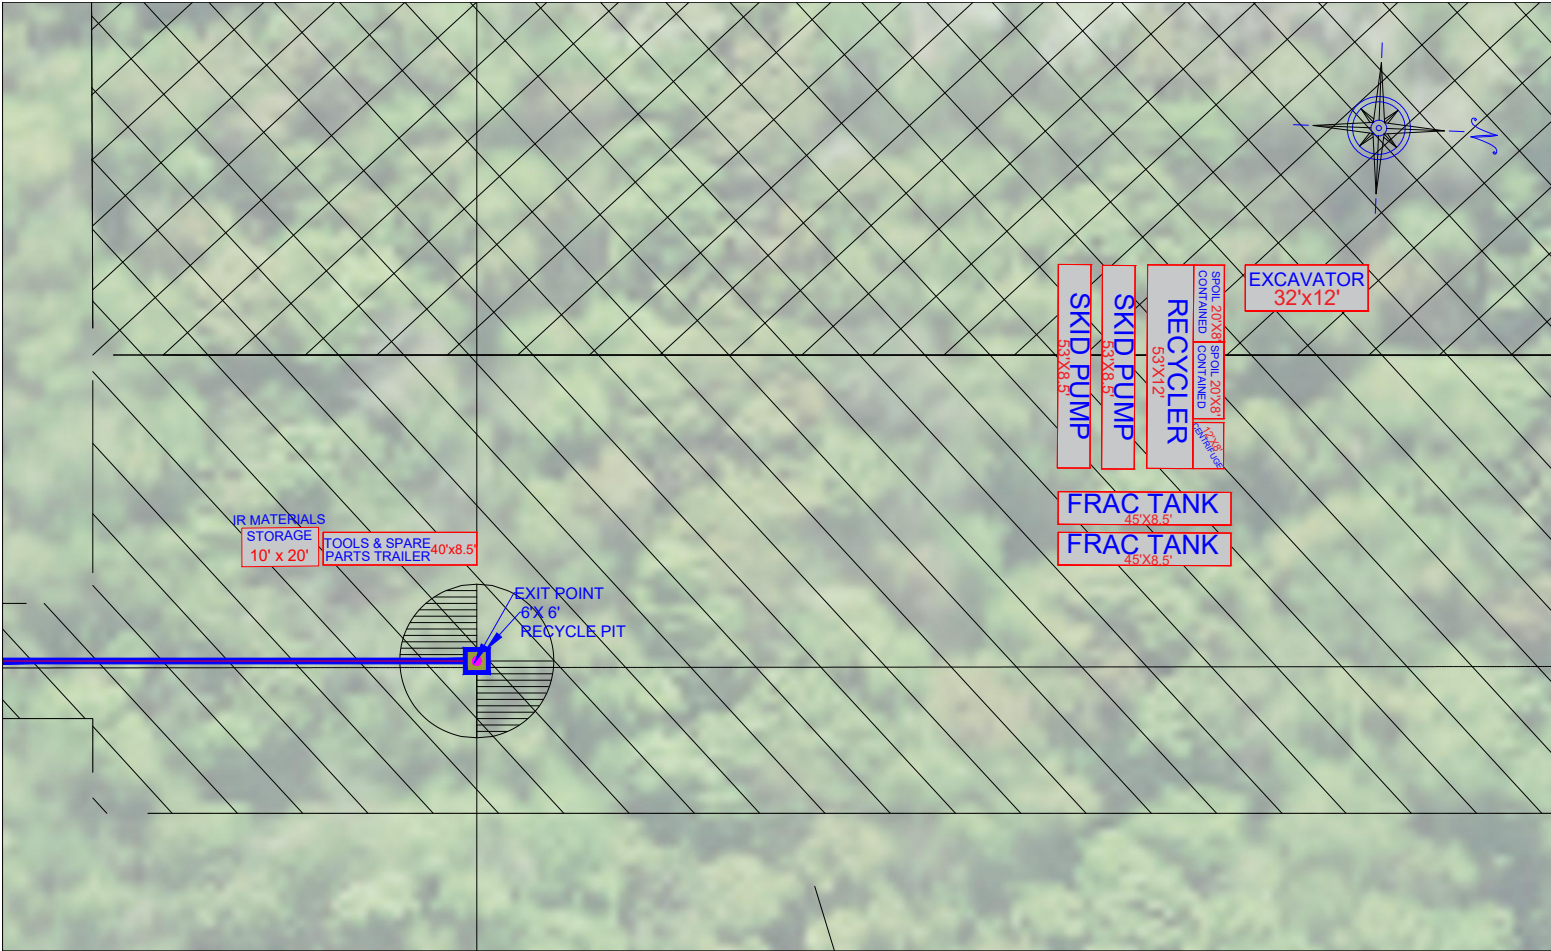 N
EXCAVATOR
32'x12'
SKID PUMP
53'X8.5'
SKID PUMP
53'X8.5'
RECYCLER
53'X12'
SPOIL 20'X8'
CONTAINED
SPOIL 20'X8'
CONTAINED
12'X8'
CENTRIFUGE
FRAC TANK
45'X8.5'
FRAC TANK
45'X8.5'
IR MATERIALS
STORAGE
10' x 20'
TOOLS & SPARE
PARTS TRAILER
40'x8.5'
EXIT POINT
6'X 6'
RECYCLE PIT